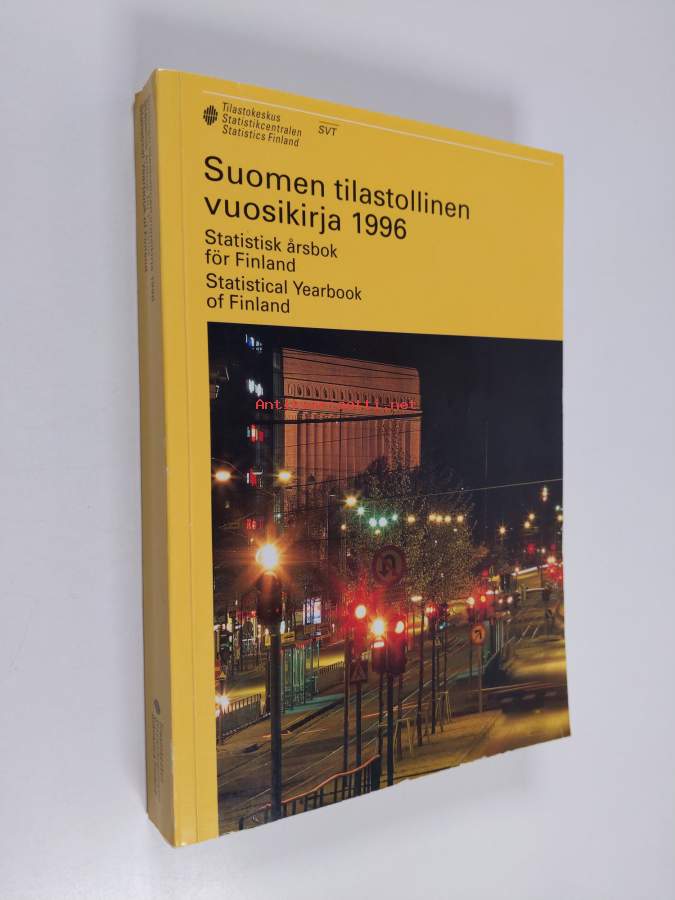 Tilastokeskus
Statistikcentralen
Statistics Finland
SVT
Suomen tilastollinen
vuosikirja 1996
Statistisk årsbok
för Finland
Statistical Yearbook
of Finland